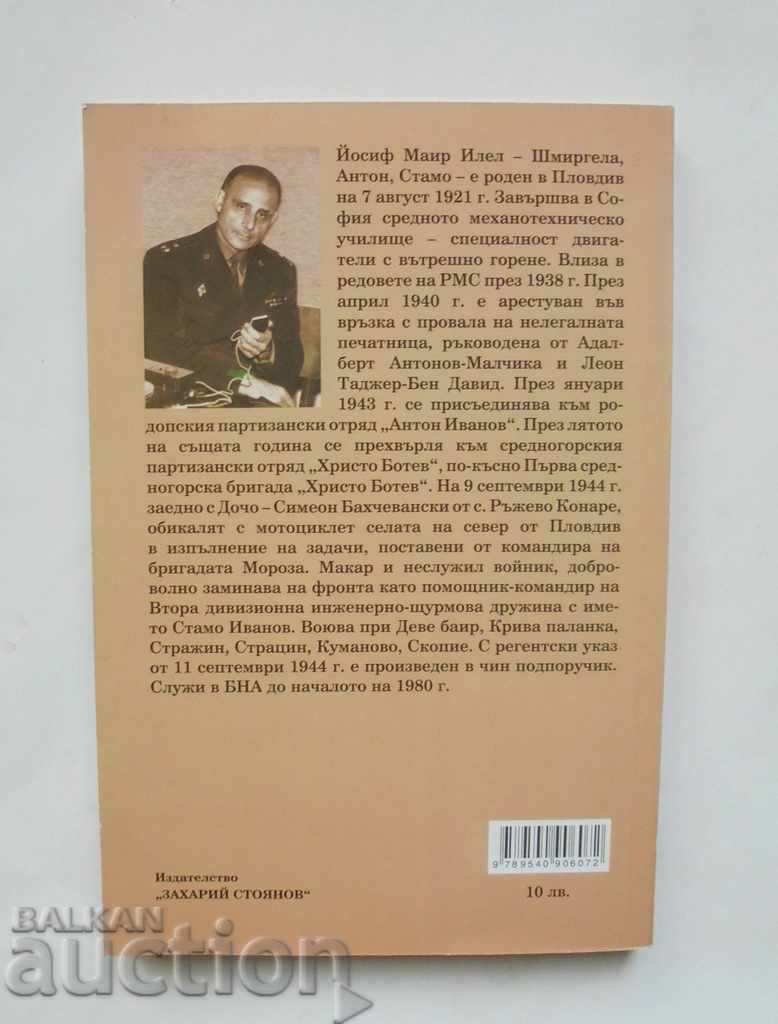 Йосиф Маир Илел – Шмиргела,
Антон, Стамо – е роден в Пловдив
на 7 август 1921 г. Завършва в Со-
фия средното механотехническо
училище – специалност двига-
тели с вътрешно горене. Влиза в
редовете на РМС през 1938 г. През
април 1940 г. е арестуван във
връзка с провала на нелегалната
печатница, ръководена от Адал-
берт Антонов-Малчика и Леон
Таджер-Бен Давид. През януари
1943 г. се присъединява към ро-
допския партизански отряд „Антон Иванов“. През лятото
на същата година се прехвърля към средногорския
партизански отряд „Христо Ботев“, по-късно Първа сред-
ногорска бригада „Христо Ботев“. На 9 септември 1944 г.
заедно с Дочо – Симеон Бахчевански от с. Ръжево Конаре,
обикалят с мотоциклет селата на север от Пловдив
в изпълнение на задачи, поставени от командира на
бригадата Мороза. Макар и неслужил войник, добро-
волно заминава на фронта като помощник-командир на
Втора дивизионна инженерно-щурмова дружина с име-
то Стамо Иванов. Воюва при Деве баир, Крива паланка,
Стражин, Страцин, Куманово, Скопие. С регентски указ
от 11 септември 1944 г. е произведен в чин подпоручик.
Служи в БНА до началото на 1980 г.
9 789540 906072
Издателство
„ЗАХАРИЙ СТОЯНОВ“
10 лв.
BALKAN
auction